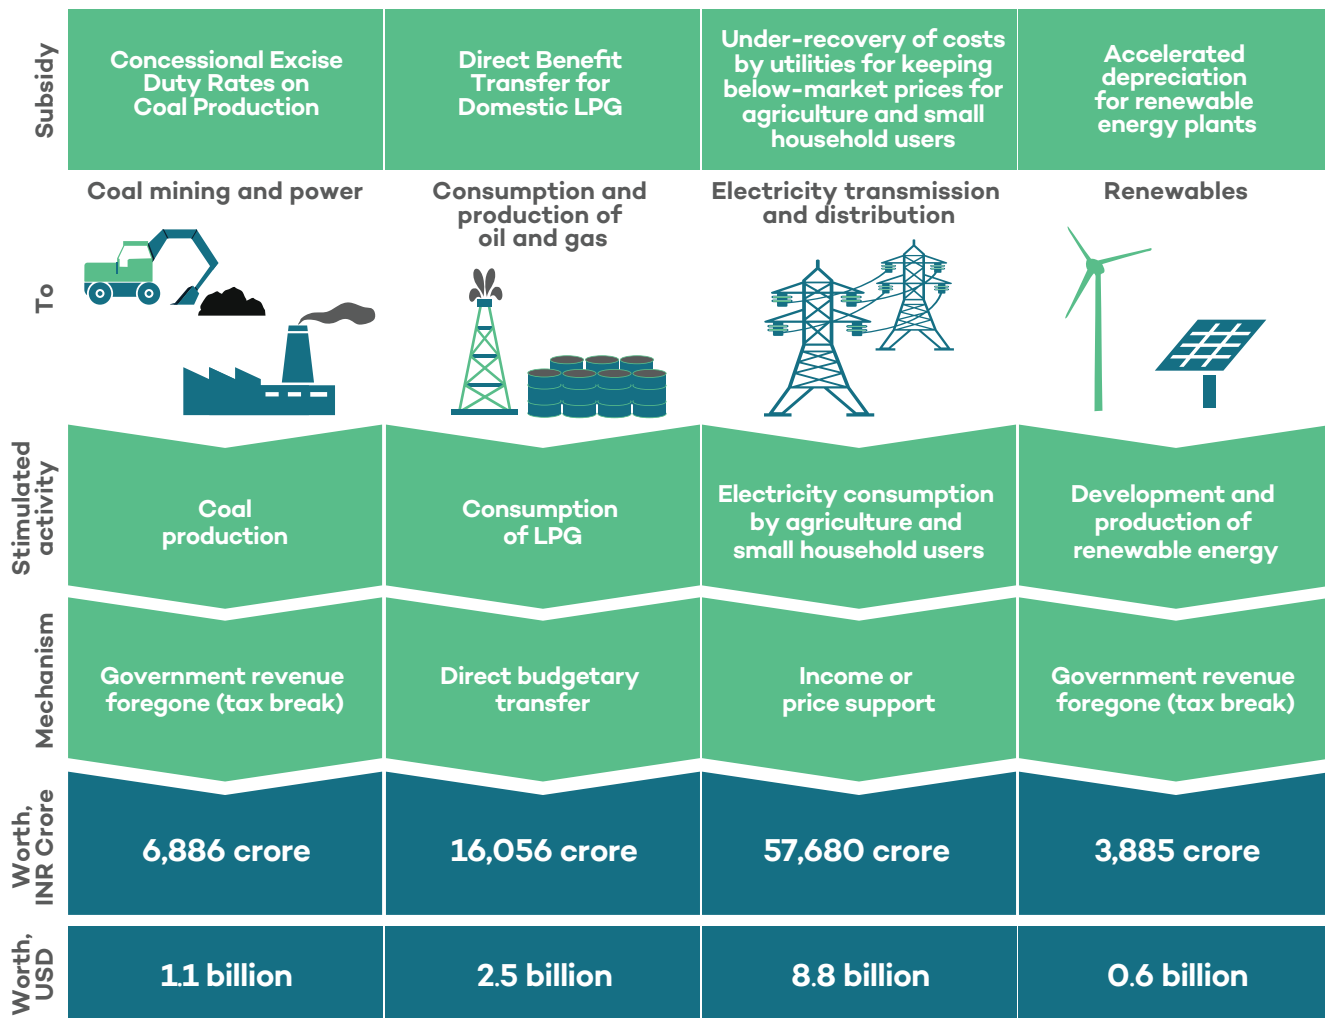 Subsidy
Concessional Excise
Duty Rates on
Coal Production
Direct Benefit
Transfer for
Domestic LPG
Under-recovery of costs
by utilities for keeping
below-market prices for
agriculture and small
household users
Accelerated
depreciation
for renewable
energy plants
To
Coal mining and power
Consumption and
production of
oil and gas
Electricity transmission
and distribution
Renewables
Stimulated
activity
Coal
production
Consumption
of LPG
Electricity consumption
by agriculture and
small household users
Development and
production of
renewable energy
Mechanism
Government revenue
foregone (tax break)
Direct budgetary
transfer
Income or
price support
Government revenue
foregone (tax break)
Worth,
INR Crore
6,886 crore
16,056 crore
57,680 crore
3,885 crore
Worth,
USD
1.1 billion
2.5 billion
8.8 billion
0.6 billion